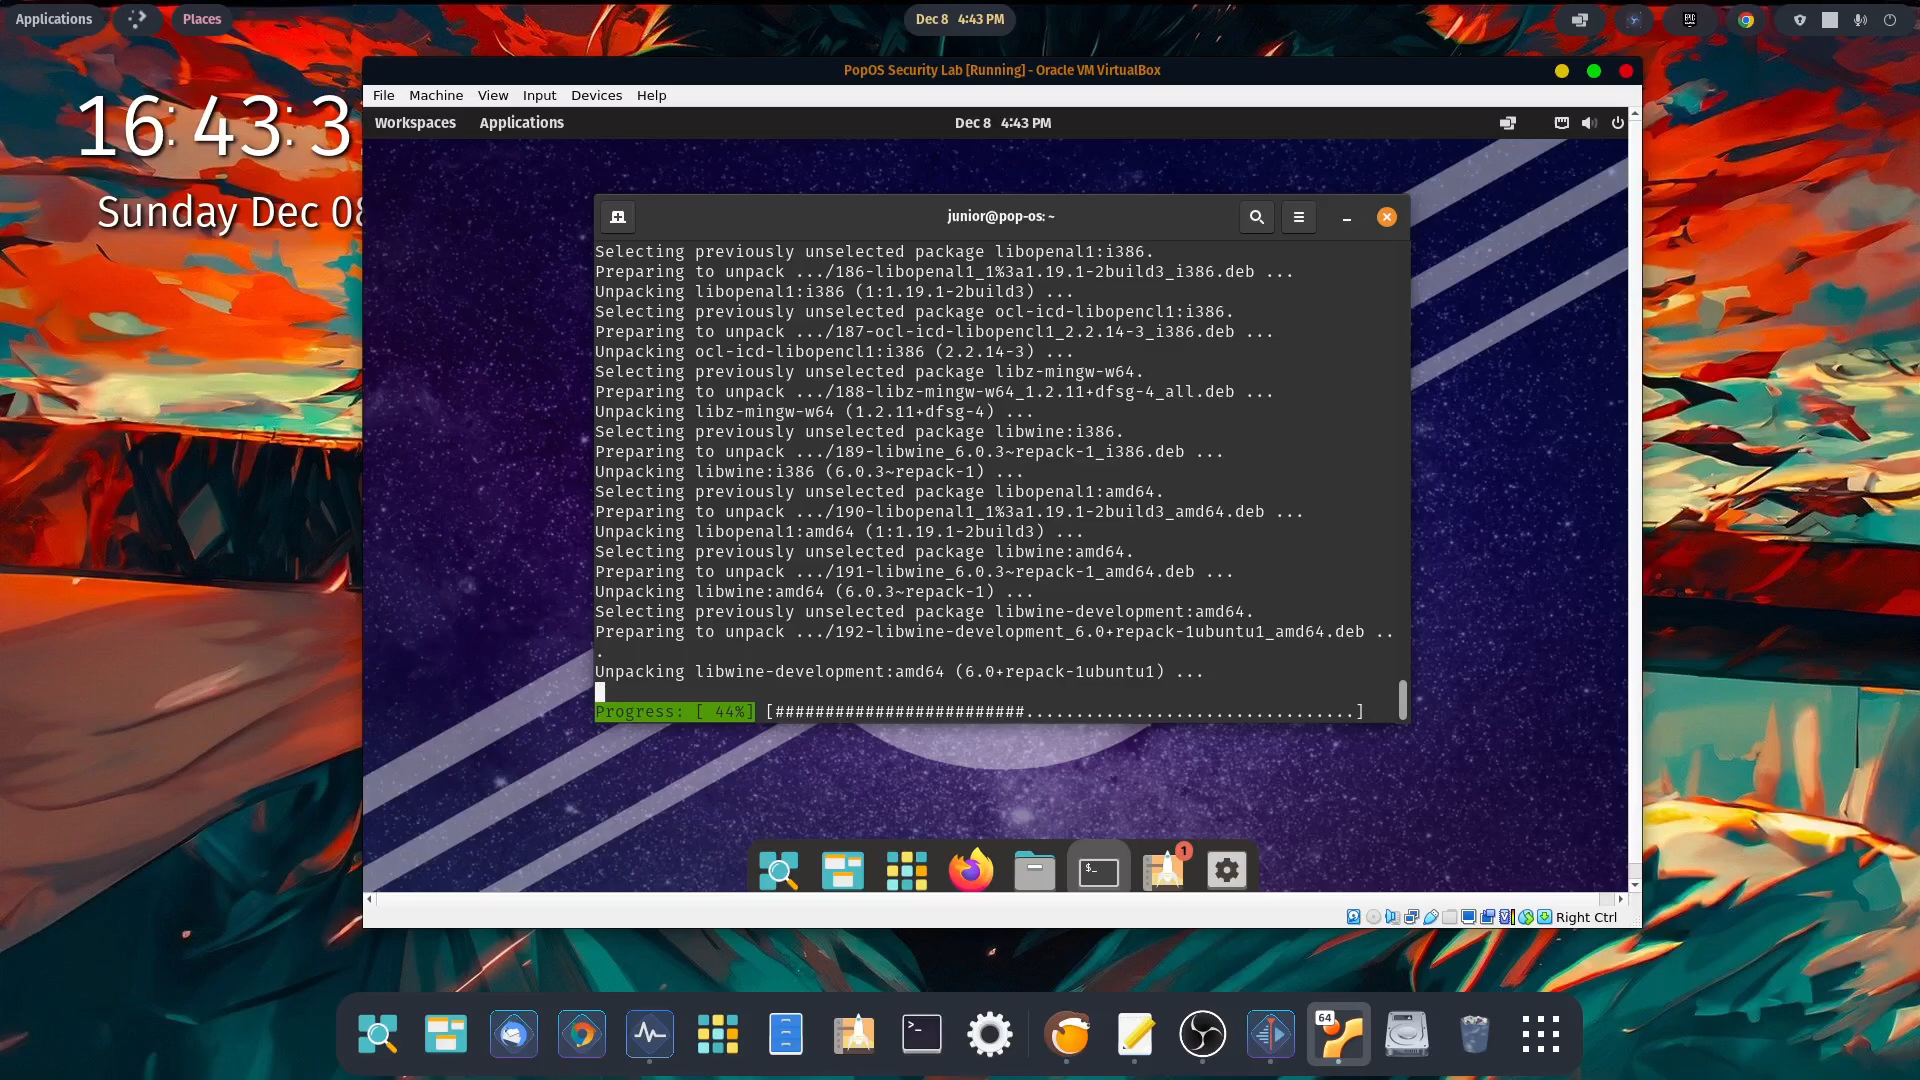 Applications
Places
Dec 8 4:43 PM
16:43:3
Sunday Dec 08
PopOS Security Lab [Running] - Oracle VM VirtualBox
File Machine View Input Devices Help
Workspaces Applications
Dec 8 4:43 PM
junior@pop-os: ~
Selecting previously unselected package libopenal1:i386.
Preparing to unpack .../186-libopenal1_1%3a1.19.1-2build3_i386.deb ...
Unpacking libopenal1:i386 (1:1.19.1-2build3) ...
Selecting previously unselected package ocl-icd-libopencl1:i386.
Preparing to unpack .../187-ocl-icd-libopencl1_2.2.14-3_i386.deb ...
Unpacking ocl-icd-libopencl1:i386 (2.2.14-3) ...
Selecting previously unselected package libz-mingw-w64.
Preparing to unpack .../188-libz-mingw-w64_1.2.11+dfsg-4_all.deb ...
Unpacking libz-mingw-w64 (1.2.11+dfsg-4) ...
Selecting previously unselected package libwine:i386.
Preparing to unpack .../189-libwine_6.0.3~repack-1_i386.deb ...
Unpacking libwine:i386 (6.0.3~repack-1) ...
Selecting previously unselected package libopenal1:amd64.
Preparing to unpack .../190-libopenal1_1%3a1.19.1-2build3_amd64.deb ...
Unpacking libopenal1:amd64 (1:1.19.1-2build3) ...
Selecting previously unselected package libwine:amd64.
Preparing to unpack .../191-libwine_6.0.3~repack-1_amd64.deb ...
Unpacking libwine:amd64 (6.0.3~repack-1) ...
Selecting previously unselected package libwine-development:amd64.
Preparing to unpack .../192-libwine-development_6.0+repack-1ubuntu1_amd64.deb ..
.
Unpacking libwine-development:amd64 (6.0+repack-1ubuntu1) ...
Progress: [ 44%] [#########################.................................]
$_
1
Right Ctrl
>_
64